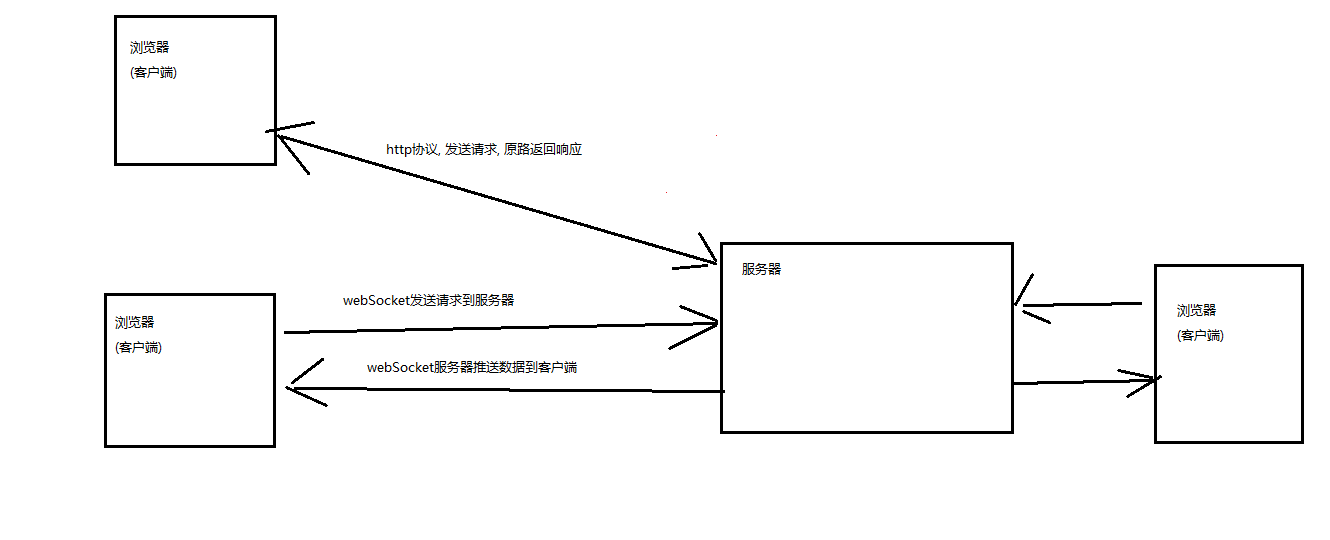 浏览器
(客户端)
http协议, 发送请求, 原路返回响应
服务器
webSocket发送请求到服务器
浏览器
(客户端)
webSocket服务器推送数据到客户端
浏览器
(客户端)